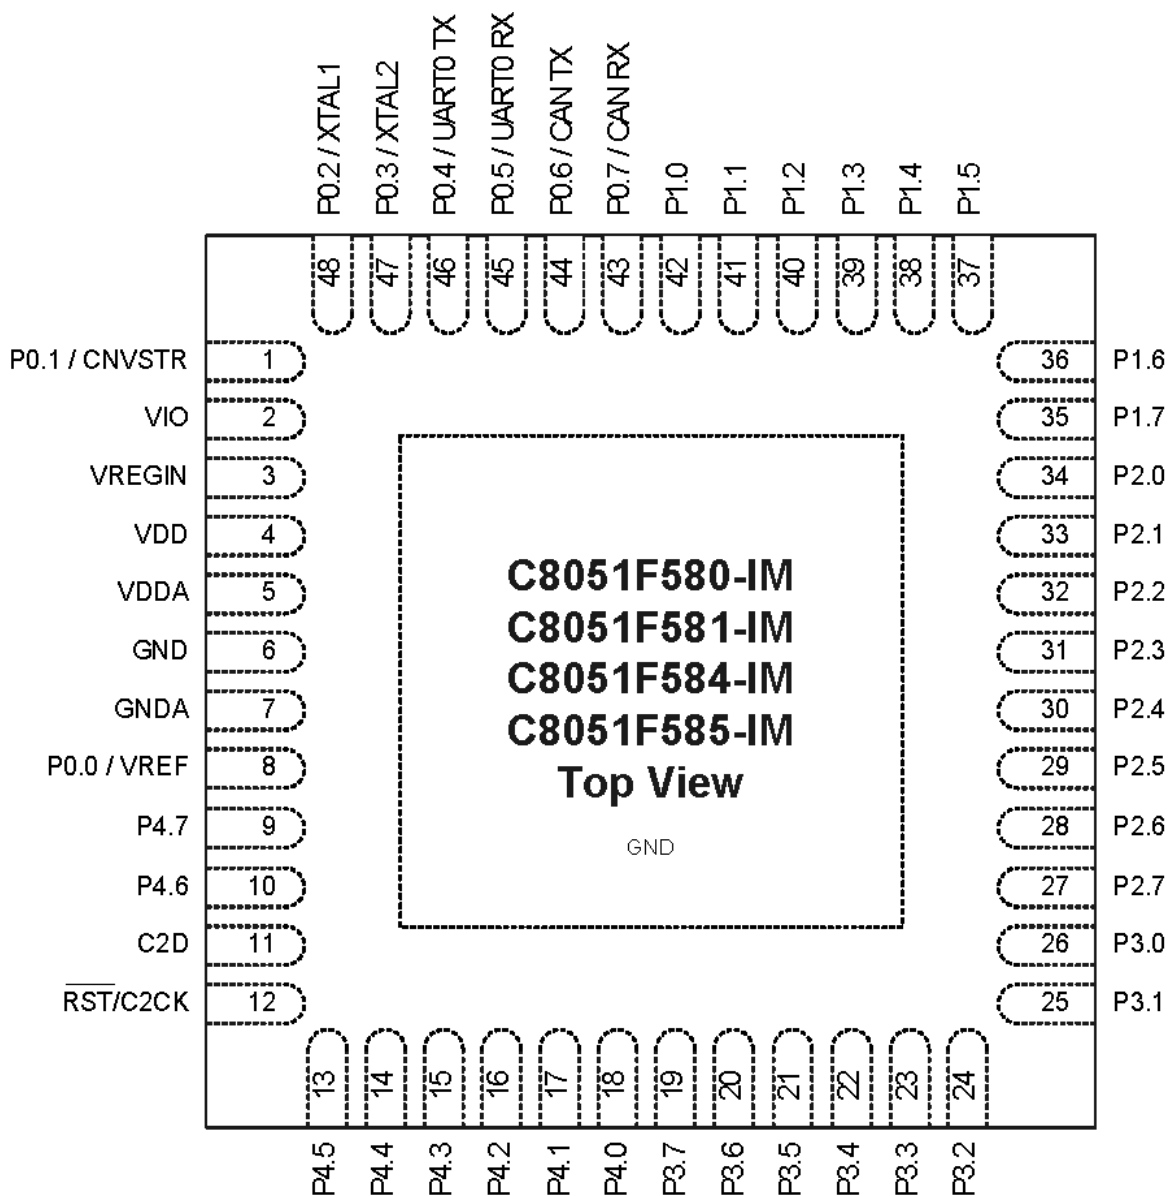 P0.2 / XTAL1
P0.3 / XTAL2
P0.4 / UART0 TX
P0.5 / UART0 RX
P0.6 / CAN TX
P0.7 / CAN RX
P1.0
P1.1
P1.2
P1.3
P1.4
P1.5
48
47
46
45
44
43
42
41
40
39
38
37
P0.1 / CNVSTR
1
VIO
2
VREGIN
3
VDD
4
VDDA
5
GND
6
GNDA
7
P0.0 / VREF
8
P4.7
9
P4.6
10
C2D
11
RST/C2CK
12
C8051F580-IM
C8051F581-IM
C8051F584-IM
C8051F585-IM
Top View
GND
36
P1.6
35
P1.7
34
P2.0
33
P2.1
32
P2.2
31
P2.3
30
P2.4
29
P2.5
28
P2.6
27
P2.7
26
P3.0
25
P3.1
13
14
15
16
17
18
19
20
21
22
23
24
P4.5
P4.4
P4.3
P4.2
P4.1
P4.0
P3.7
P3.6
P3.5
P3.4
P3.3
P3.2